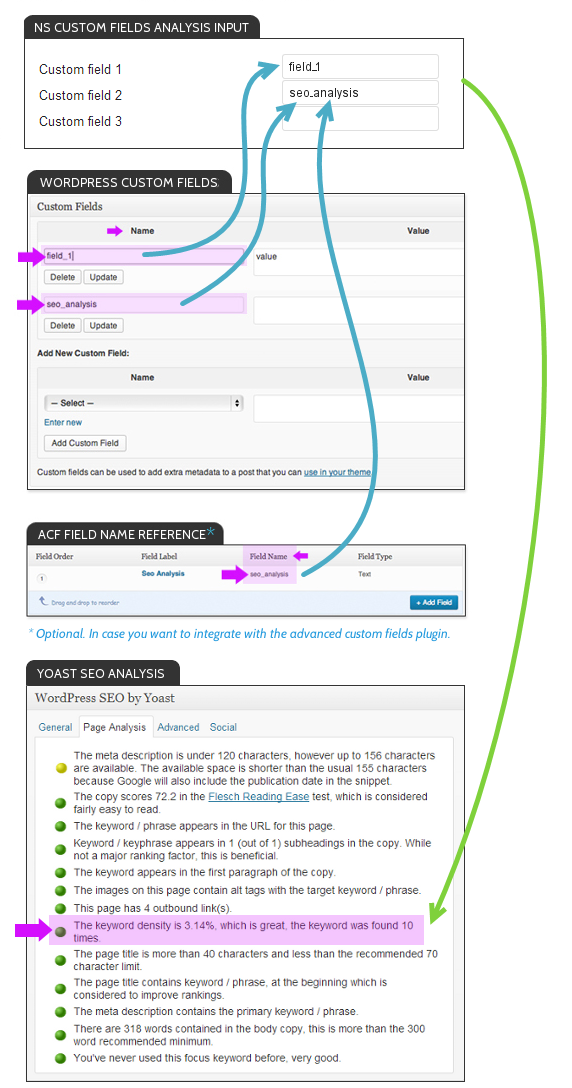 NS CUSTOM FIELDS ANALYSIS INPUT
Custom field 1 field_1
Custom field 2 seo_analysis
Custom field 3
WORDPRESS CUSTOM FIELDS
Custom Fields
Name Value
field_1 value
Delete Update
seo_analysis
Delete Update
Add New Custom Field:
Name Value
— Select —
Enter new
Add Custom Field
Custom fields can be used to add extra metadata to a post that you can use in your theme
ACF FIELD NAME REFERENCE*
Field Order Field Label Field Name Field Type
1 Seo Analysis seo_analysis Text
Drag and drop to reorder + Add Field
* Optional. In case you want to integrate with the advanced custom fields plugin.
YOAST SEO ANALYSIS
WordPress SEO by Yoast
General Page Analysis Advanced Social
The meta description is under 120 characters, however up to 156 characters
are available. The available space is shorter than the usual 155 characters
because Google will also include the publication date in the snippet.
The copy scores 72.2 in the Flesch Reading Ease test, which is considered
fairly easy to read.
The keyword / phrase appears in the URL for this page.
Keyword / keyphrase appears in 1 (out of 1) subheadings in the copy. While
not a major ranking factor, this is beneficial.
The keyword appears in the first paragraph of the copy.
The images on this page contain alt tags with the target keyword / phrase.
This page has 4 outbound link(s).
The keyword density is 3.14%, which is great, the keyword was found 10
times.
The page title is more than 40 characters and less than the recommended 70
character limit.
The page title contains keyword / phrase, at the beginning which is
considered to improve rankings.
The meta description contains the primary keyword / phrase.
There are 318 words contained in the body copy, this is more than the 300
word recommended minimum.
You've never used this focus keyword before, very good.